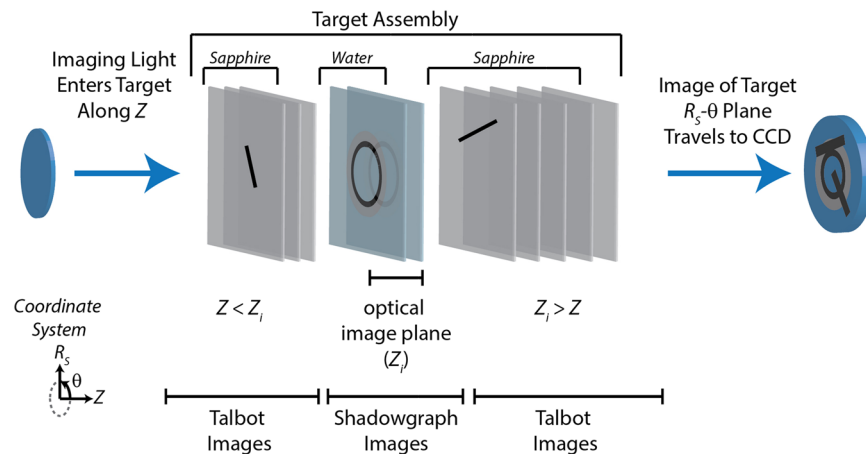 Target Assembly
Imaging Light
Enters Target
Along Z
Sapphire
Water
Sapphire
Image of Target
Rs-θ Plane
Travels to CCD
Z < Zi
optical
image plane
(Zi)
Zi > Z
Coordinate
System
Rs
θ
Z
Talbot
Images
Shadowgraph
Images
Talbot
Images